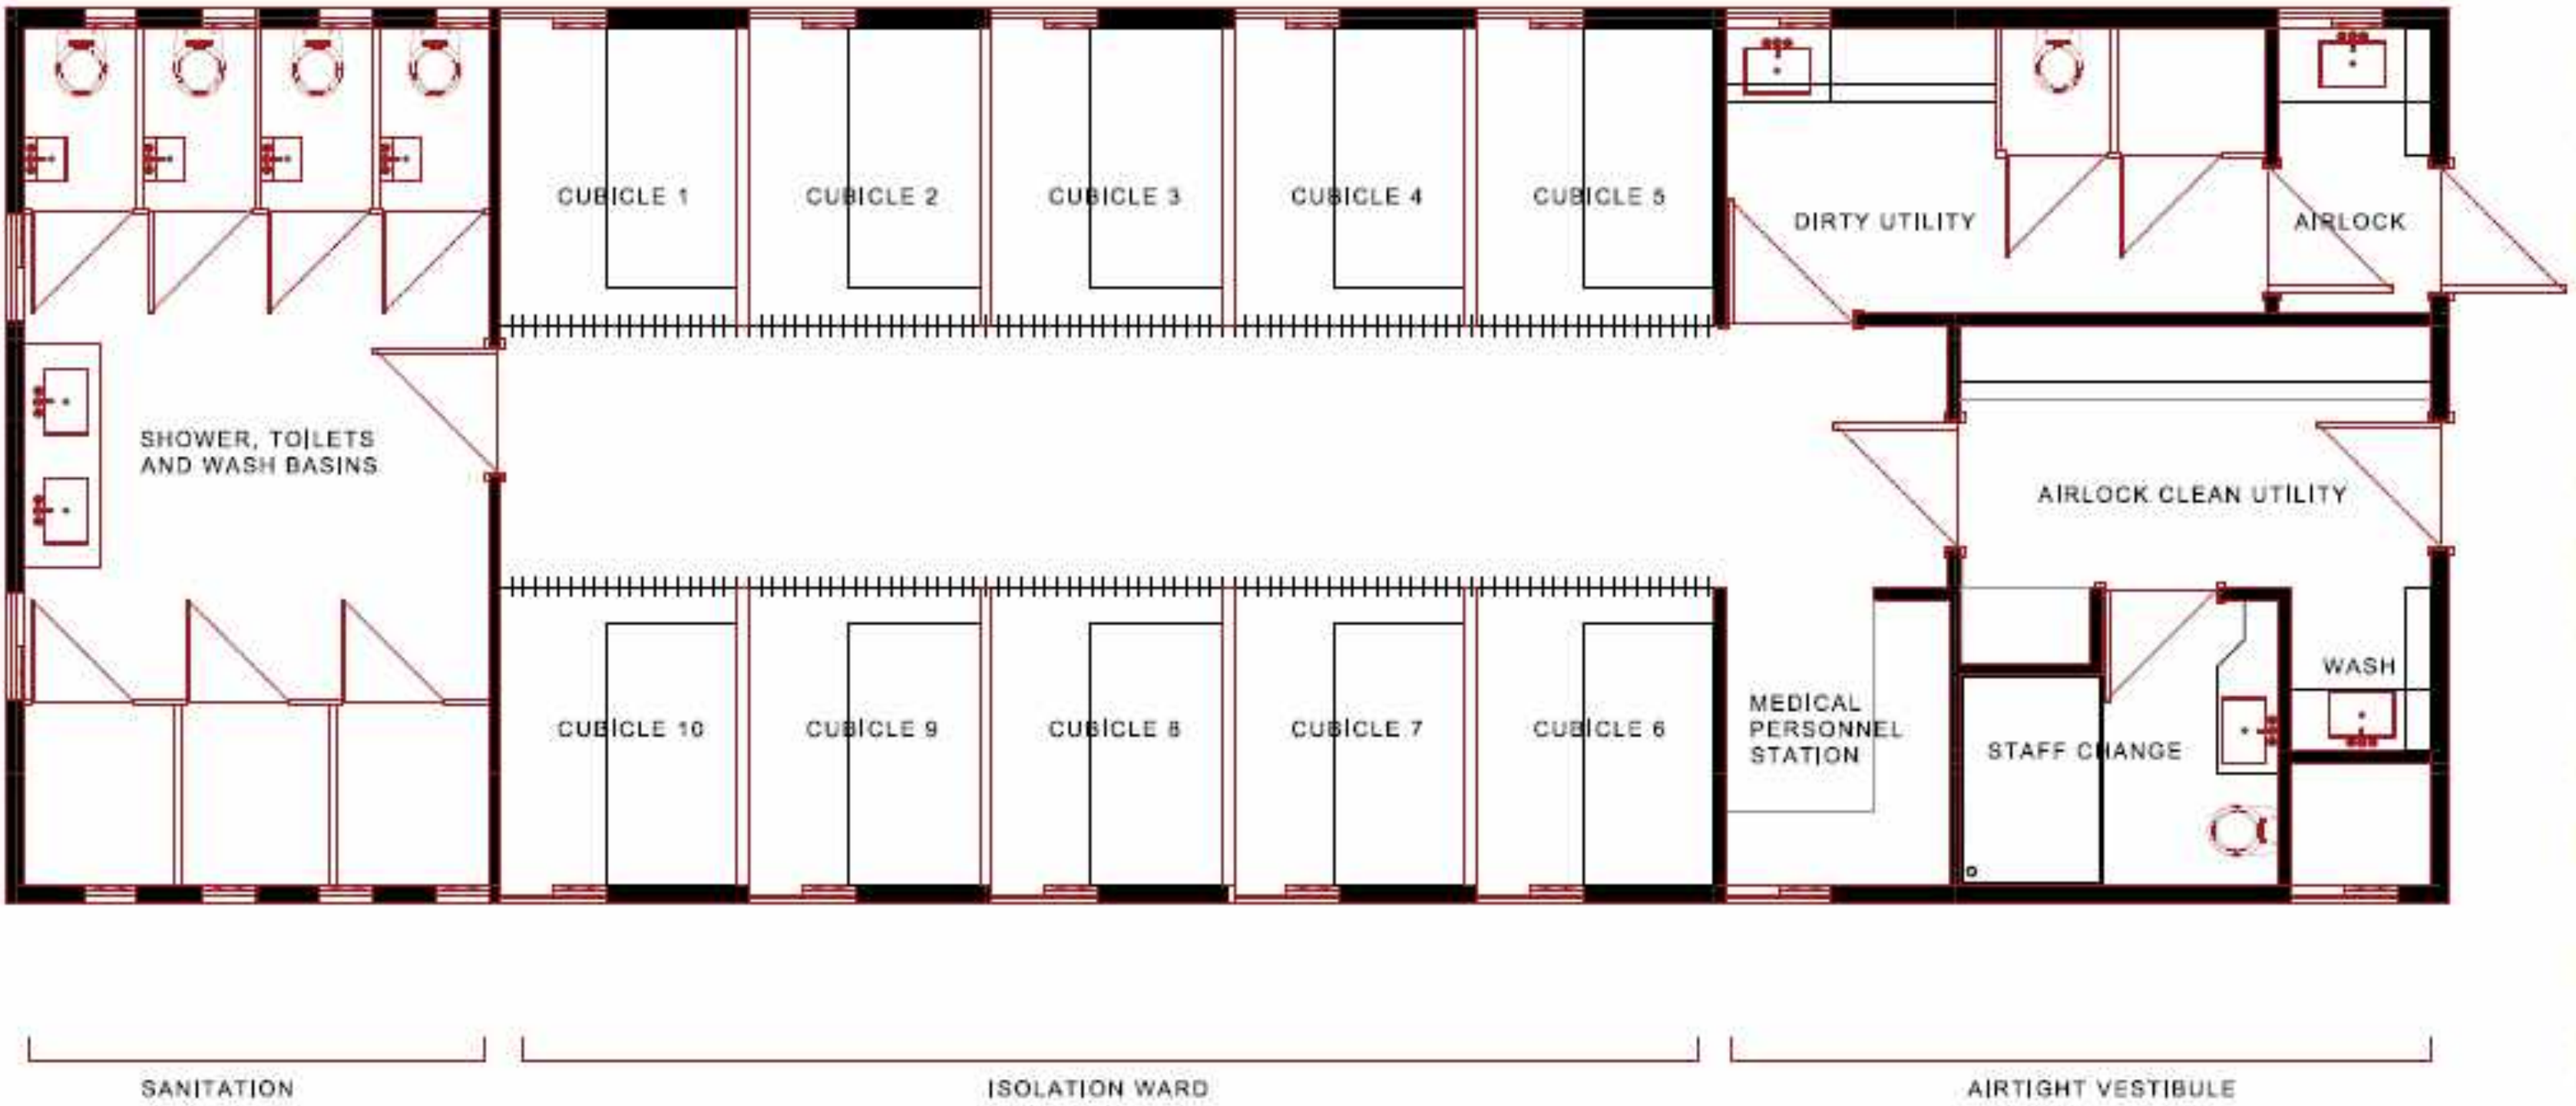 CUBICLE 1
CUBICLE 2
CUBICLE 3
CUBICLE 4
CUBICLE 5
DIRTY UTILITY
AIRLOCK
SHOWER, TOILETS
AND WASH BASINS
AIRLOCK CLEAN UTILITY
WASH
CUBICLE 10
CUBICLE 9
CUBICLE 8
CUBICLE 7
CUBICLE 6
MEDICAL
PERSONNEL
STATION
STAFF CHANGE
SANITATION
ISOLATION WARD
AIRTIGHT VESTIBULE